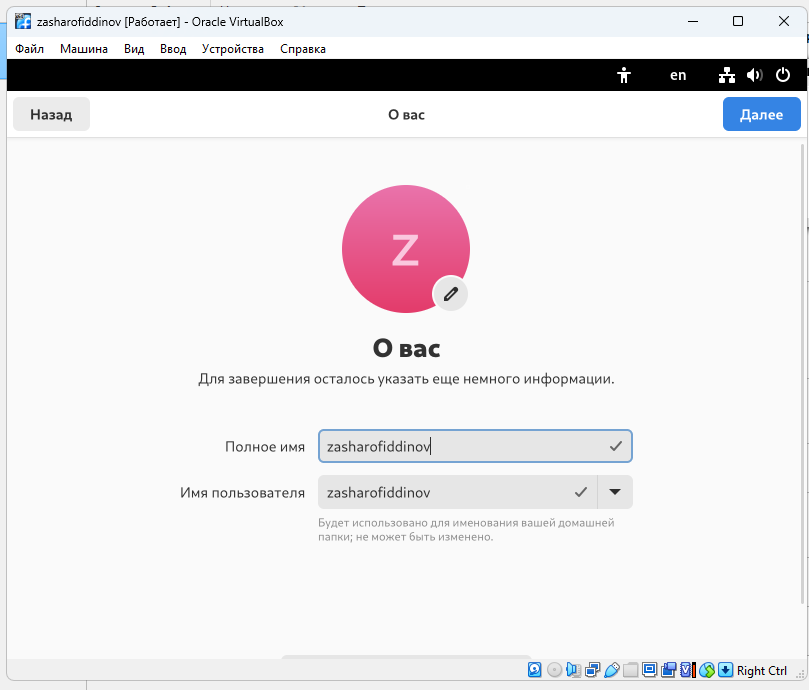 zasharofiddinov [Работает] - Oracle VirtualBox
Файл Машина Вид Ввод Устройства Справка
en
Назад О вас Далее
Z
О вас
Для завершения осталось указать еще немного информации.
Полное имя zasharofiddinov
Имя пользователя zasharofiddinov
Будет использовано для именования вашей домашней
папки; не может быть изменено.
Right Ctrl